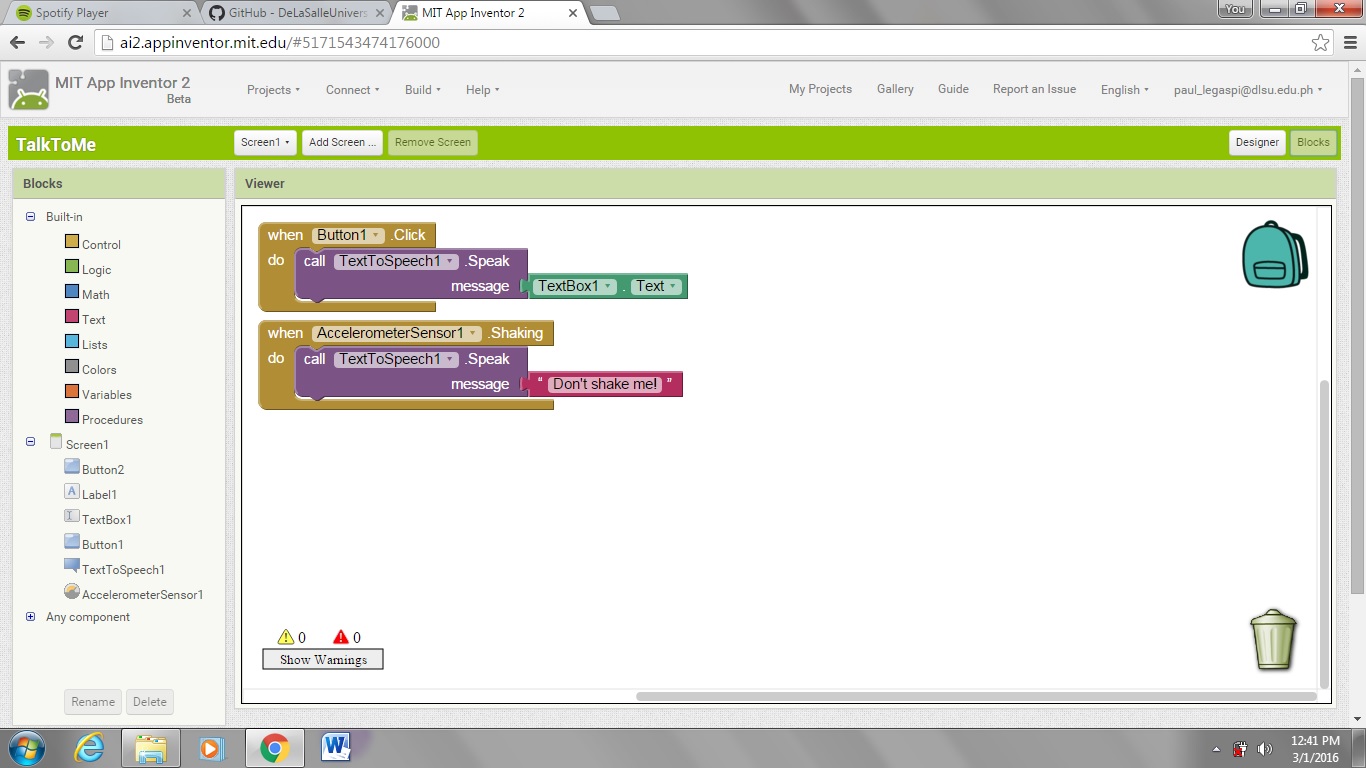 Spotify Player
GitHub - DeLaSalleUnivers
MIT App Inventor 2
You
ai2.appinventor.mit.edu/#5171543474176000
MIT App Inventor 2
Beta
Projects
Connect
Build
Help
My Projects
Gallery
Guide
Report an Issue
English
paul_legaspi@dlsu.edu.ph
TalkToMe
Screen1
Add Screen ...
Remove Screen
Designer
Blocks
Blocks
Built-in
Control
Logic
Math
Text
Lists
Colors
Variables
Procedures
Screen1
Button2
Label1
TextBox1
Button1
TextToSpeech1
AccelerometerSensor1
Any component
Rename
Delete
Viewer
when Button1 .Click
do call TextToSpeech1 .Speak
message TextBox1 . Text
when AccelerometerSensor1 .Shaking
do call TextToSpeech1 .Speak
message “ Don't shake me! ”
0 0
Show Warnings
12:41 PM
3/1/2016